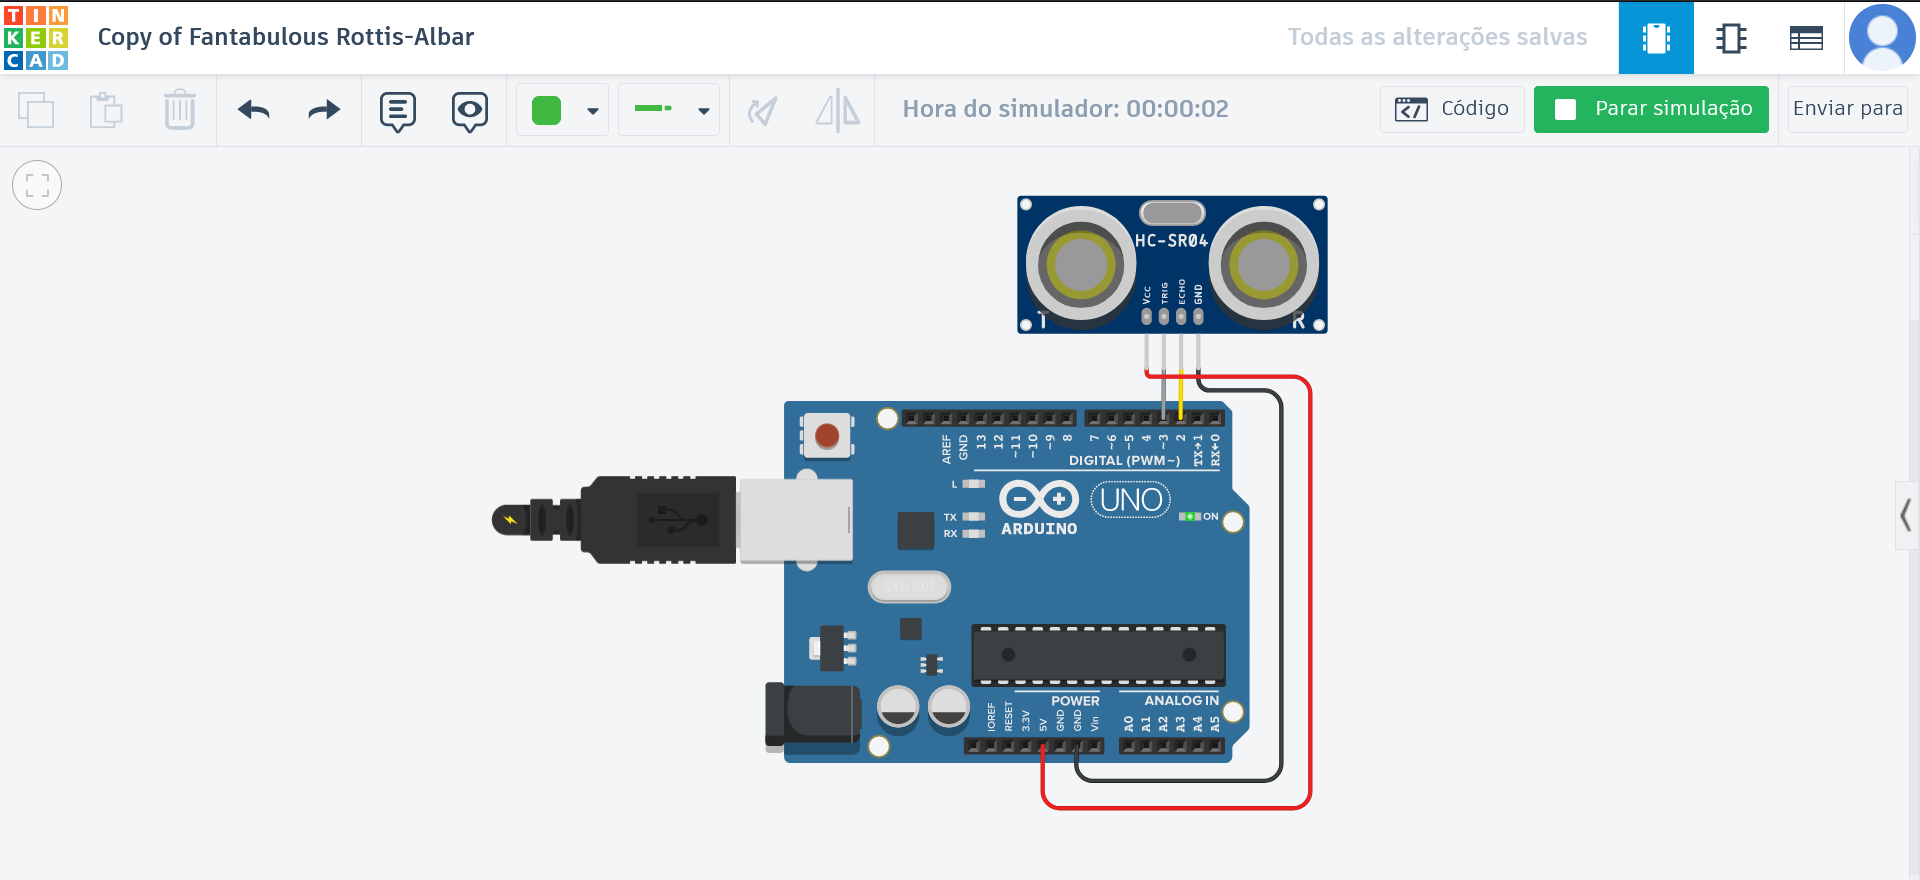 TIN
KER
CAD
Copy of Fantabulous Rottis-Albar
Todas as alterações salvas
Hora do simulador: 00:00:02
Código
Parar simulação
Enviar para
HC-SR04
Vcc
TRIG
ECHO
GND
T
R
AREF
GND
13
12
~11
~10
~9
8
7
~6
~5
4
~3
2
TX→1
RX←0
DIGITAL (PWM~)
L
TX
RX
UNO
ARDUINO
ON
SPK16.000G
POWER
ANALOG IN
IOREF
RESET
3.3V
5V
GND
GND
Vin
A0
A1
A2
A3
A4
A5